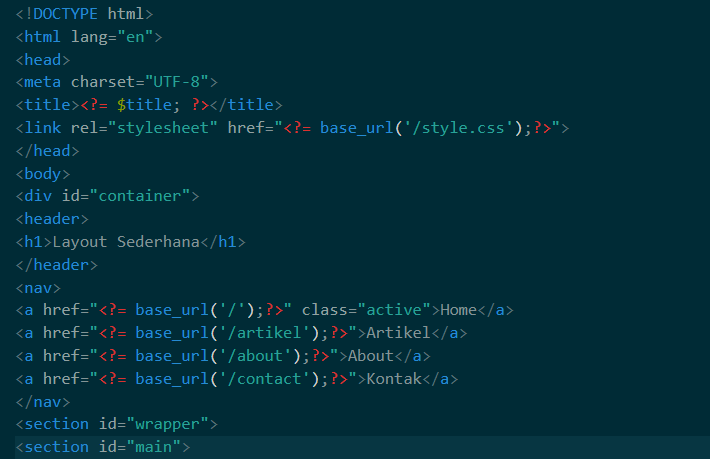 <!DOCTYPE html>
<html lang="en">
<head>
<meta charset="UTF-8">
<title><?= $title; ?></title>
<link rel="stylesheet" href="<?= base_url('/style.css');?>">
</head>
<body>
<div id="container">
<header>
<h1>Layout Sederhana</h1>
</header>
<nav>
<a href="<?= base_url('/');?>" class="active">Home</a>
<a href="<?= base_url('/artikel');?>">Artikel</a>
<a href="<?= base_url('/about');?>">About</a>
<a href="<?= base_url('/contact');?>">Kontak</a>
</nav>
<section id="wrapper">
<section id="main">